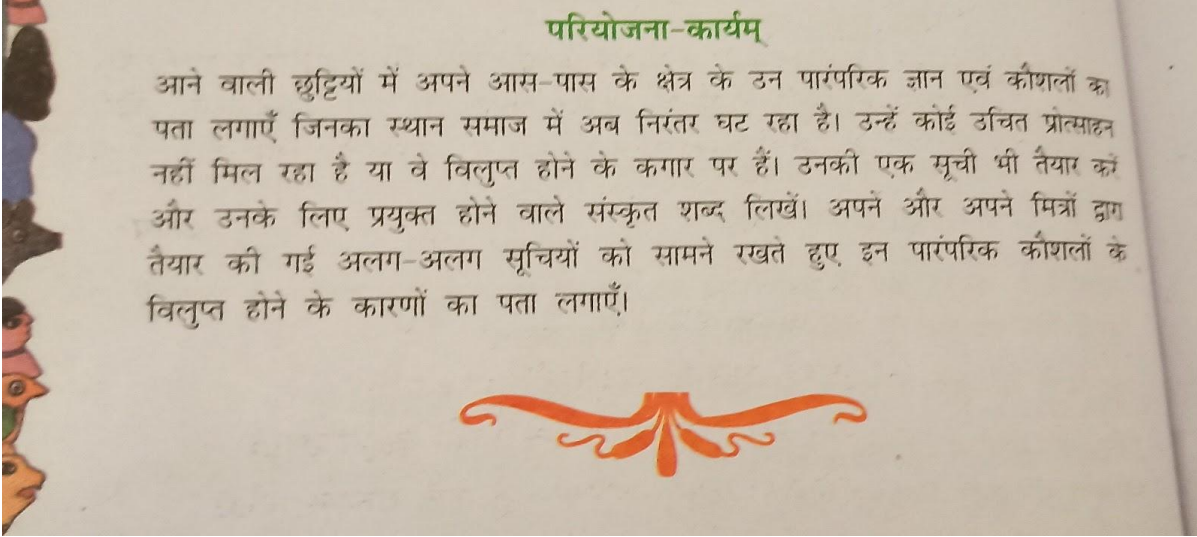 परियोजना-कार्यम्
आने वाली छुट्टियों में अपने आस-पास के क्षेत्र के उन पारंपरिक ज्ञान एवं कौशलों का
पता लगाएँ जिनका स्थान समाज में अब निरंतर घट रहा है। उन्हें कोई उचित प्रोत्साहन
नहीं मिल रहा है या वे विलुप्त होने के कगार पर हैं। उनकी एक सूची भी तैयार करें
और उनके लिए प्रयुक्त होने वाले संस्कृत शब्द लिखें। अपने और अपने मित्रों द्वारा
तैयार की गई अलग-अलग सूचियों को सामने रखते हुए इन पारंपरिक कौशलों के
विलुप्त होने के कारणों का पता लगाएँ।